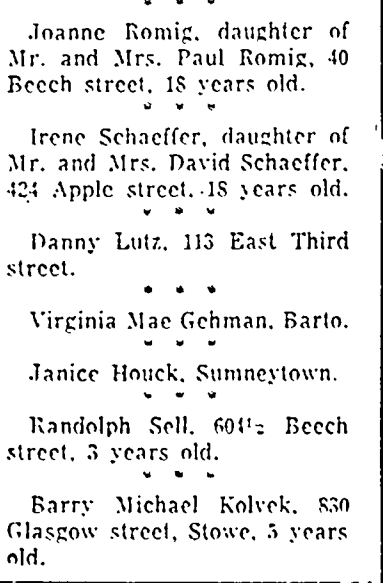 * * *
Joanne Romig, daughter of
Mr. and Mrs. Paul Romig, 40
Beech street, 18 years old.
* * *
Irene Schaeffer, daughter of
Mr. and Mrs. David Schaeffer,
424 Apple street, 18 years old.
* * *
Danny Lutz, 113 East Third
street.
* * *
Virginia Mae Gehman, Barto.
* * *
Janice Houck, Sumneytown.
* * *
Randolph Sell, 604½ Beech
street, 3 years old.
* * *
Barry Michael Kolvek, 830
Glasgow street, Stowe, 5 years
old.